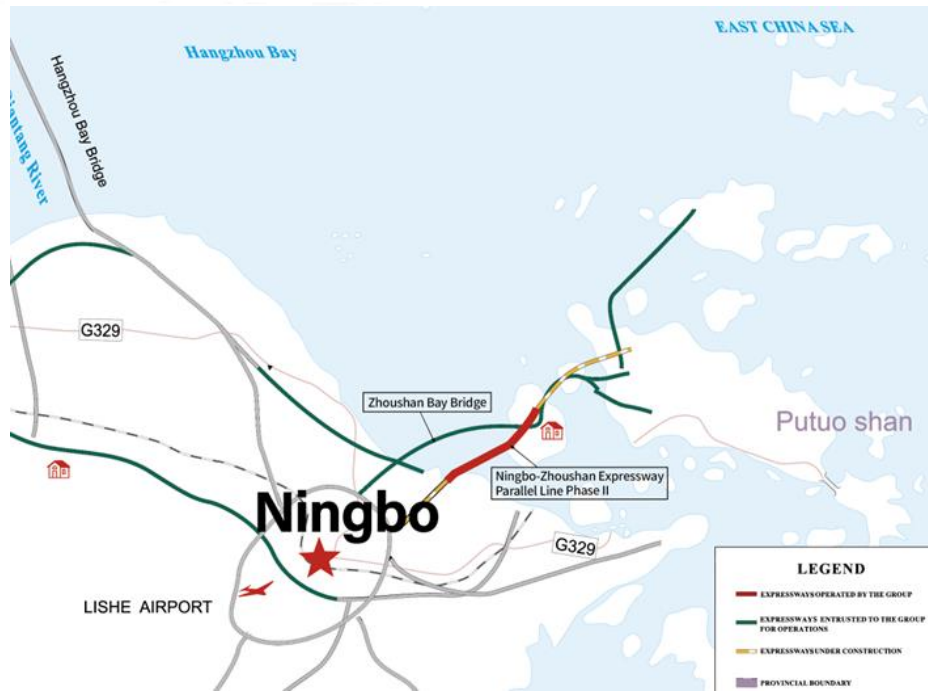 EAST CHINA SEA
Hangzhou Bay
Hangzhou Bay Bridge
Qiantang River
G329
Zhoushan Bay Bridge
Putuo shan
Ningbo-Zhoushan Expressway
Parallel Line Phase II
Ningbo
G329
LISHE AIRPORT
LEGEND
EXPRESSWAYS OPERATED BY THE GROUP
EXPRESSWAYS ENTRUSTED TO THE GROUP
FOR OPERATIONS
EXPRESSWAYS UNDER CONSTRUCTION
PROVINCIAL BOUNDARY